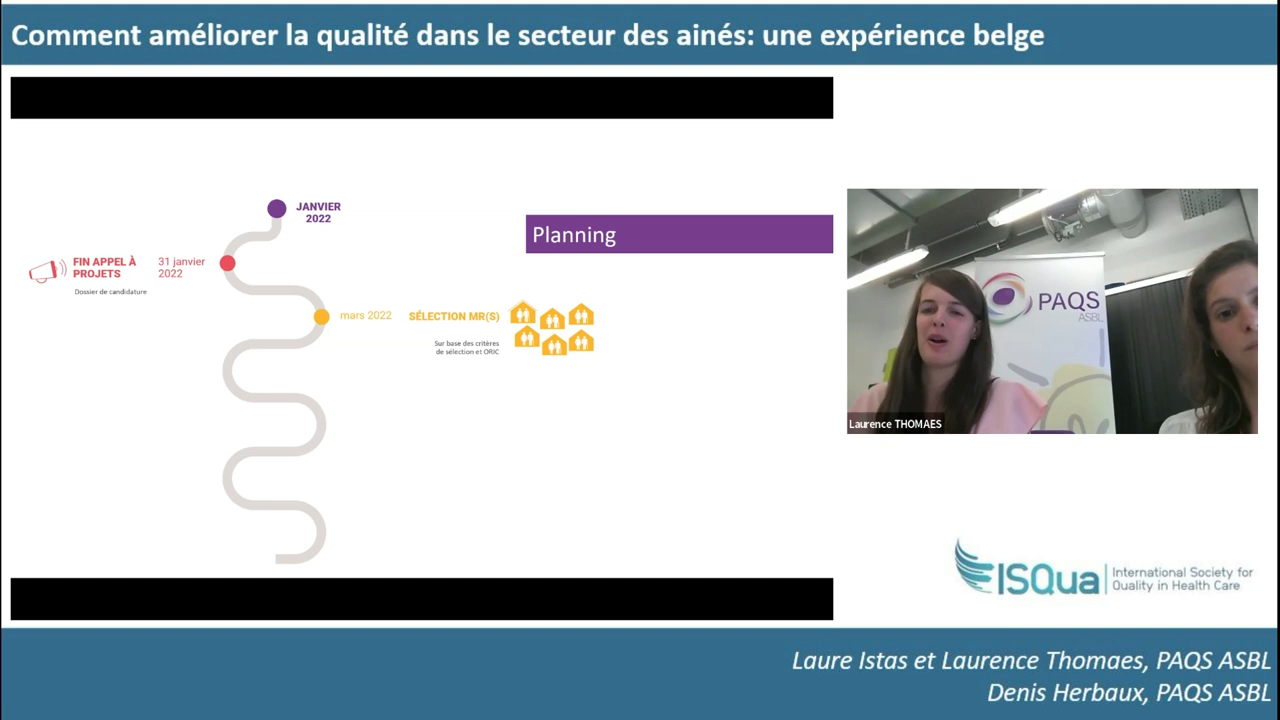 Comment améliorer la qualité dans le secteur des ainés: une expérience belge
JANVIER
2022
Planning
FIN APPEL À
PROJETS
31 janvier
2022
Dossier de candidature
mars 2022
SÉLECTION MR(S)
Sur base des critères
de sélection et ORIC
PAQS
ASBL
Laurence THOMAES
ISQua
International Society for
Quality in Health Care
Laure Istas et Laurence Thomaes, PAQS ASBL
Denis Herbaux, PAQS ASBL